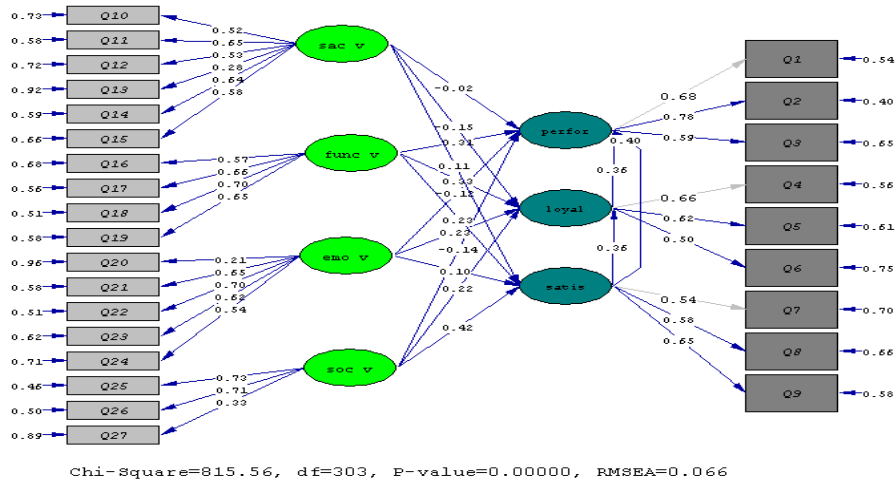 0.73 Q10
0.58 Q11
0.72 Q12
0.92 Q13
0.59 Q14
0.66 Q15
0.68 Q16
0.56 Q17
0.51 Q18
0.58 Q19
0.96 Q20
0.58 Q21
0.51 Q22
0.62 Q23
0.71 Q24
0.46 Q25
0.50 Q26
0.89 Q27
0.52
0.65
0.53
0.28
0.64
0.58
0.57
0.66
0.70
0.65
0.21
0.65
0.70
0.62
0.54
0.73
0.71
0.33
sac v
func v
emo v
soc v
-0.02
-0.15
0.31
0.11
-0.12
0.23
0.23
-0.14
0.10
0.22
0.42
perfor
loyal
satis
0.40
0.36
0.36
0.68
0.78
0.59
0.66
0.62
0.50
0.54
0.58
0.65
Q1 0.54
Q2 0.40
Q3 0.65
Q4 0.56
Q5 0.61
Q6 0.75
Q7 0.70
Q8 0.66
Q9 0.58
Chi-Square=815.56, df=303, P-value=0.00000, RMSEA=0.066